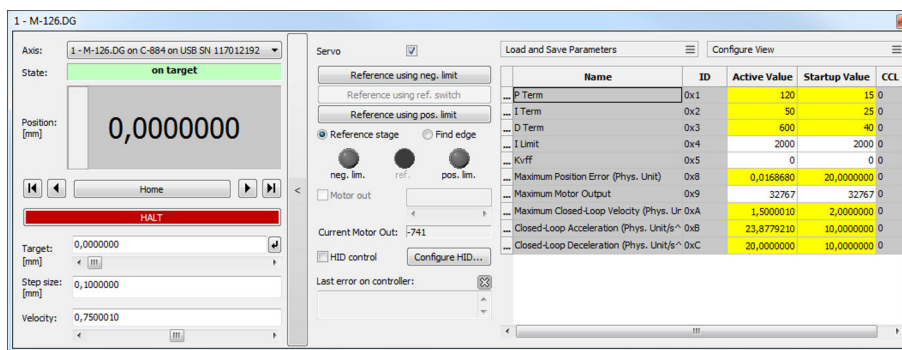 1 - M-126.DG
Axis: 1 - M-126.DG on C-884 on USB SN 117012192
State: on target
Position: [mm] 0,0000000
Home
HALT
Target: [mm] 0,0000000
Step size: [mm] 0,1000000
Velocity: 0,7500010
<
Servo
Reference using neg. limit
Reference using ref. switch
Reference using pos. limit
Reference stage Find edge
neg. lim. ref. pos. lim.
Motor out
Current Motor Out: -741
HID control Configure HID...
Last error on controller:
Load and Save Parameters Configure View
Name ID Active Value Startup Value CCL
... P Term 0x1 120 15 0
... I Term 0x2 50 25 0
... D Term 0x3 600 40 0
... I Limit 0x4 2000 2000 0
... Kvff 0x5 0 0 0
... Maximum Position Error (Phys. Unit) 0x8 0,0168680 20,0000000 0
... Maximum Motor Output 0x9 32767 32767 0
... Maximum Closed-Loop Velocity (Phys. Ur 0xA 1,5000010 2,0000000 0
... Closed-Loop Acceleration (Phys. Unit/s^ 0xB 23,8779210 10,0000000 0
... Closed-Loop Deceleration (Phys. Unit/s^ 0xC 20,0000000 10,0000000 0